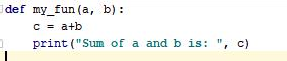 def my_fun(a, b):
    c = a+b
    print("Sum of a and b is: ", c)